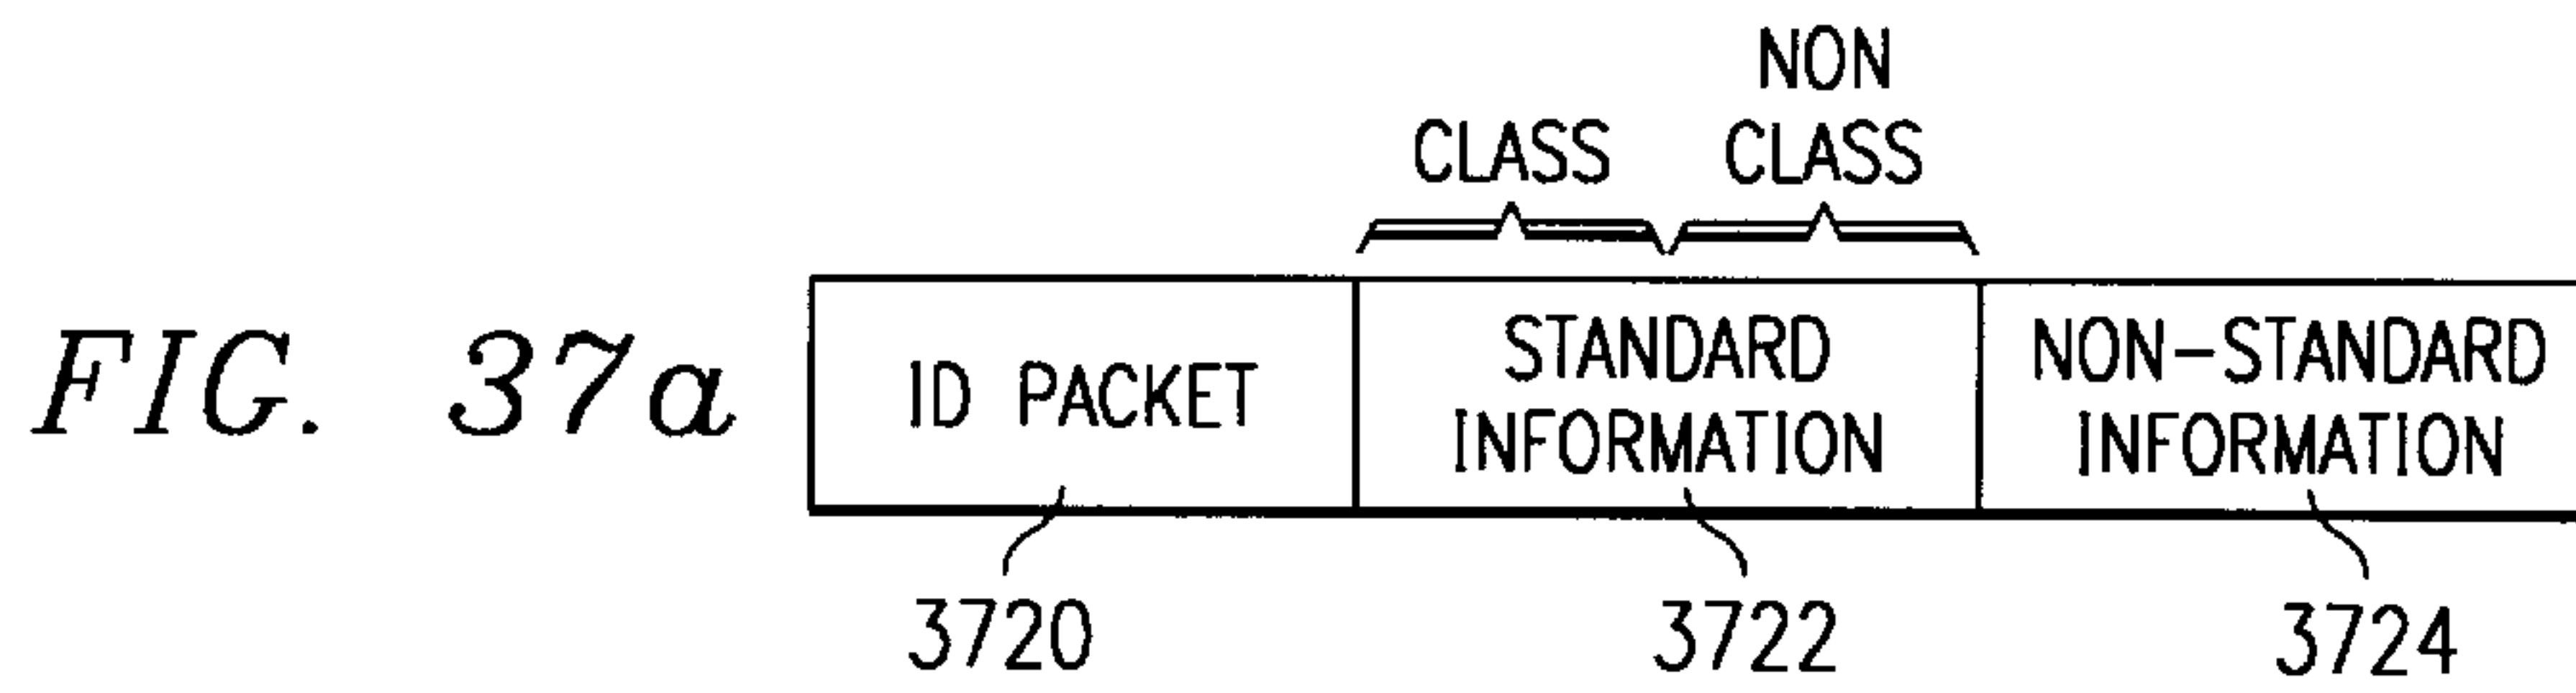 NON
CLASS CLASS
FIG. 37a
ID PACKET
STANDARD
INFORMATION
NON-STANDARD
INFORMATION
3720 3722 3724